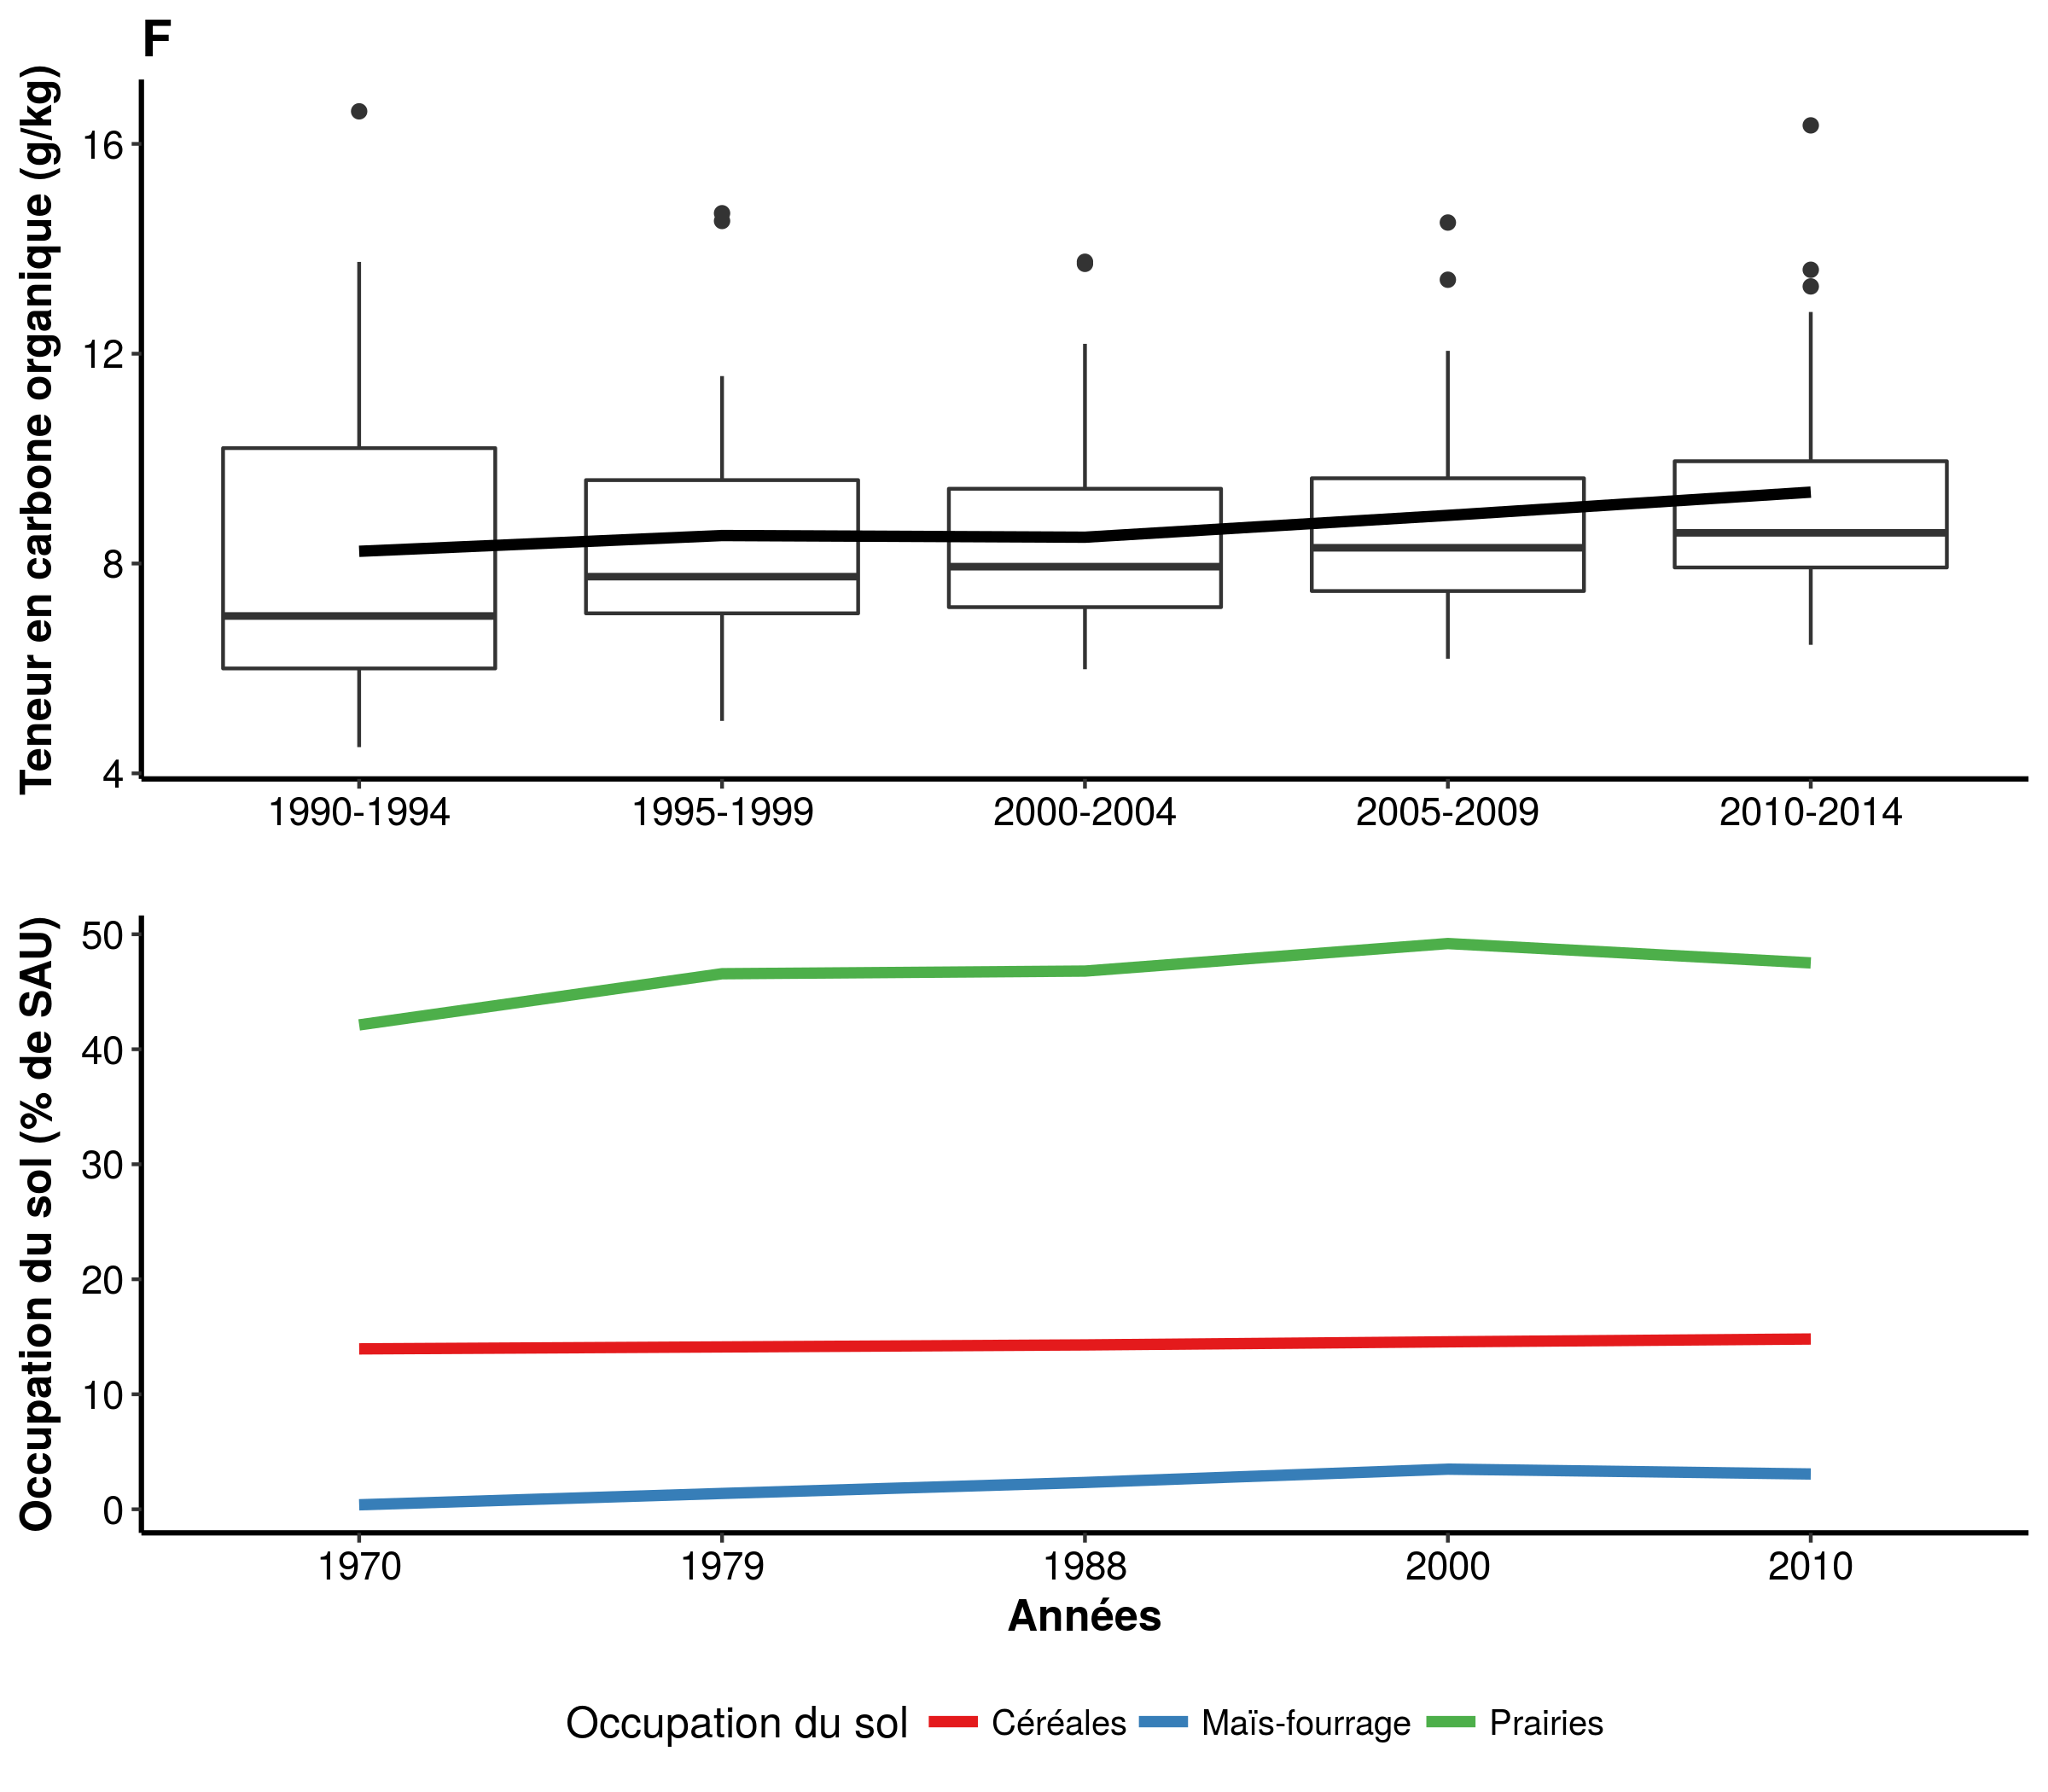 F
Teneur en carbone organique (g/kg)
16
12
8
4
1990-1994 1995-1999 2000-2004 2005-2009 2010-2014
Occupation du sol (% de SAU)
50
40
30
20
10
0
1970 1979 1988 2000 2010
Années
Occupation du sol Céréales Maïs-fourrage Prairies